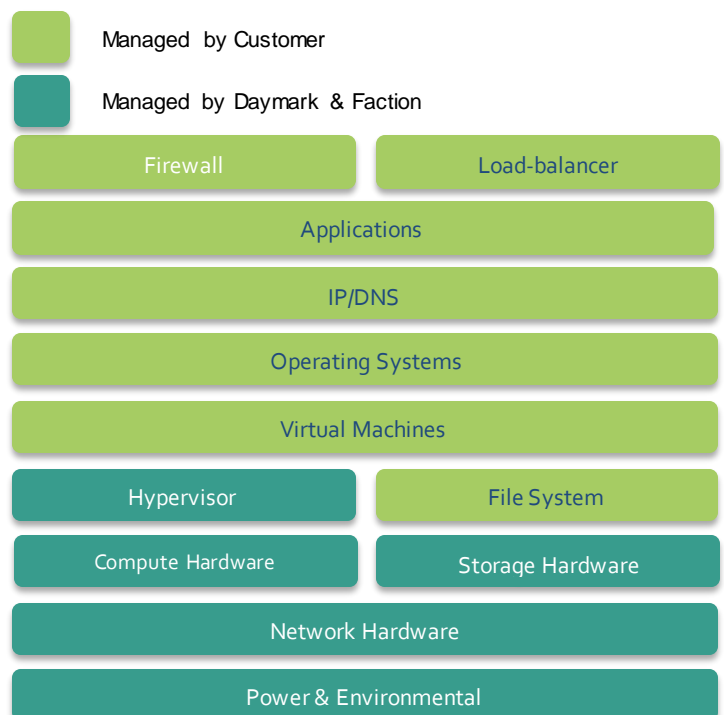 Managed by Customer
Managed by Daymark & Faction
Firewall
Load-balancer
Applications
IP/DNS
Operating Systems
Virtual Machines
Hypervisor
File System
Compute Hardware
Storage Hardware
Network Hardware
Power & Environmental